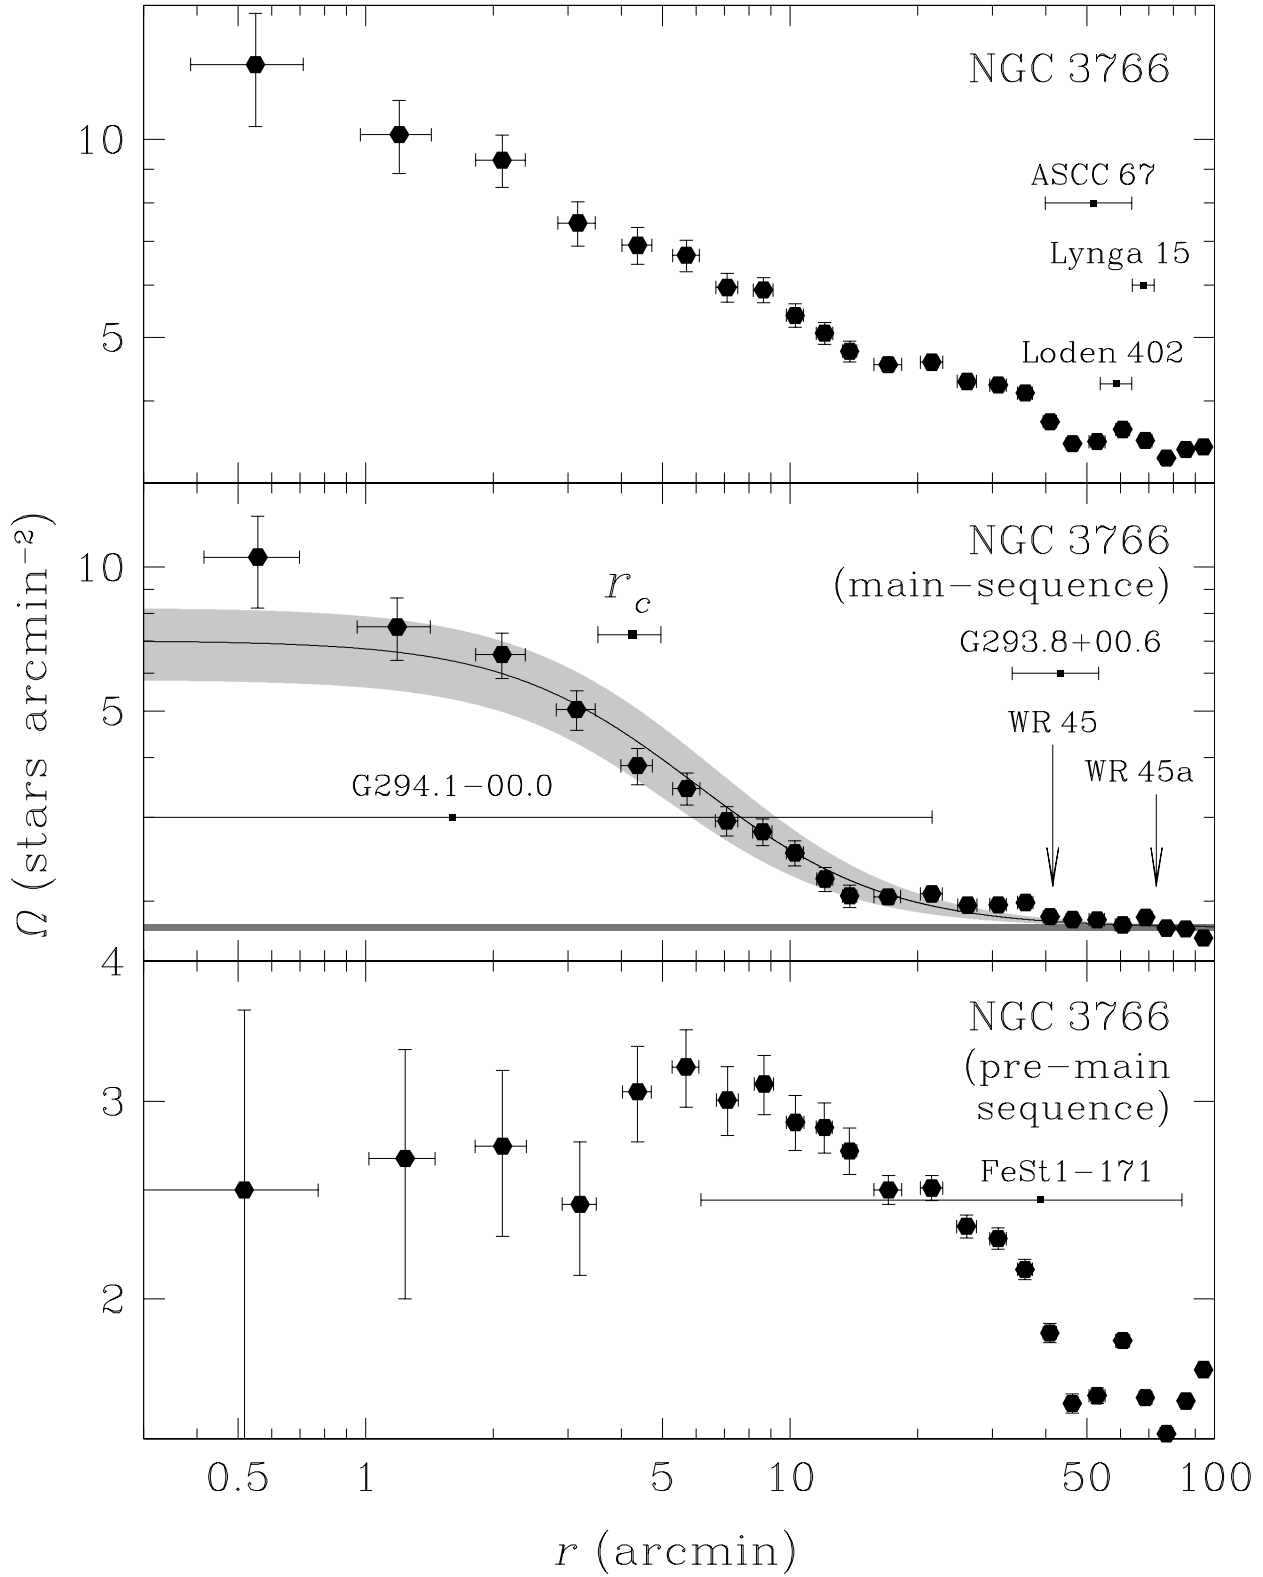 NGC 3766
10
ASCC 67
Lynga 15
5
Loden 402
NGC 3766
(main-sequence)
10
r_c
G293.8+00.6
5
WR 45
WR 45a
G294.1-00.0
Ω (stars arcmin⁻²)
4
NGC 3766
(pre-main
sequence)
3
FeSt1-171
2
0.5 1 5 10 50 100
r (arcmin)